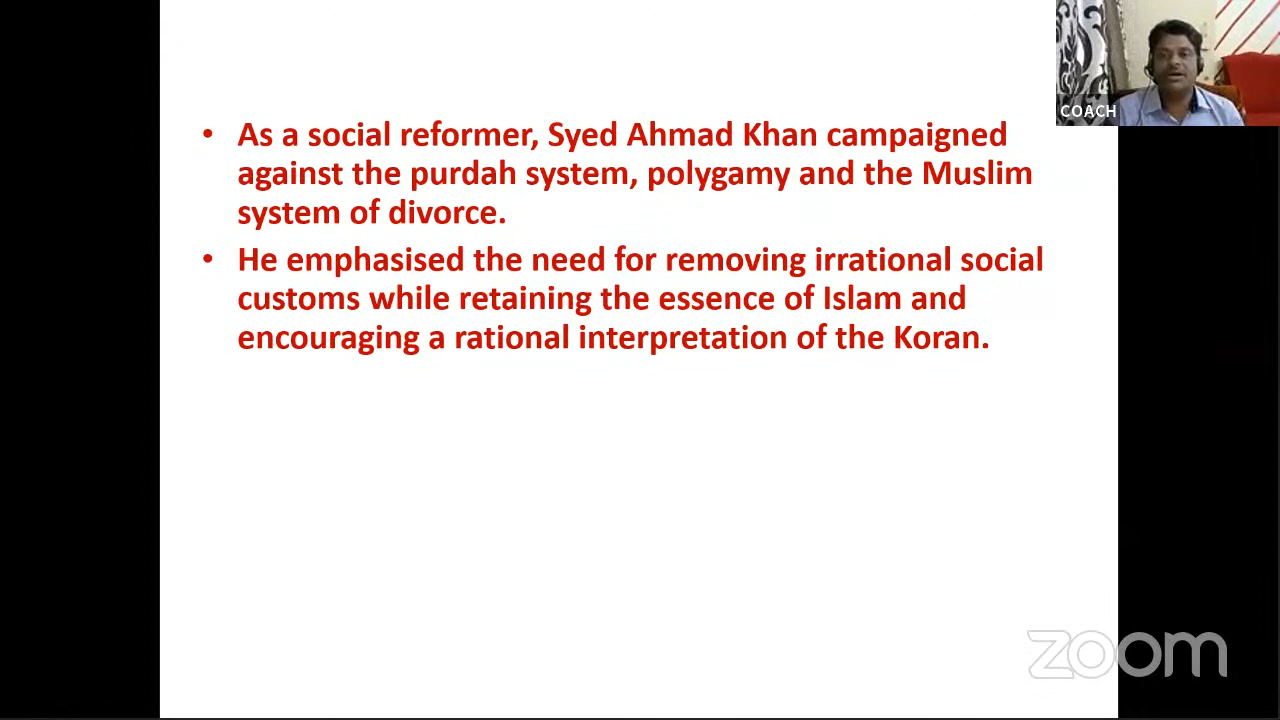 COACH
• As a social reformer, Syed Ahmad Khan campaigned
against the purdah system, polygamy and the Muslim
system of divorce.
• He emphasised the need for removing irrational social
customs while retaining the essence of Islam and
encouraging a rational interpretation of the Koran.
zoom